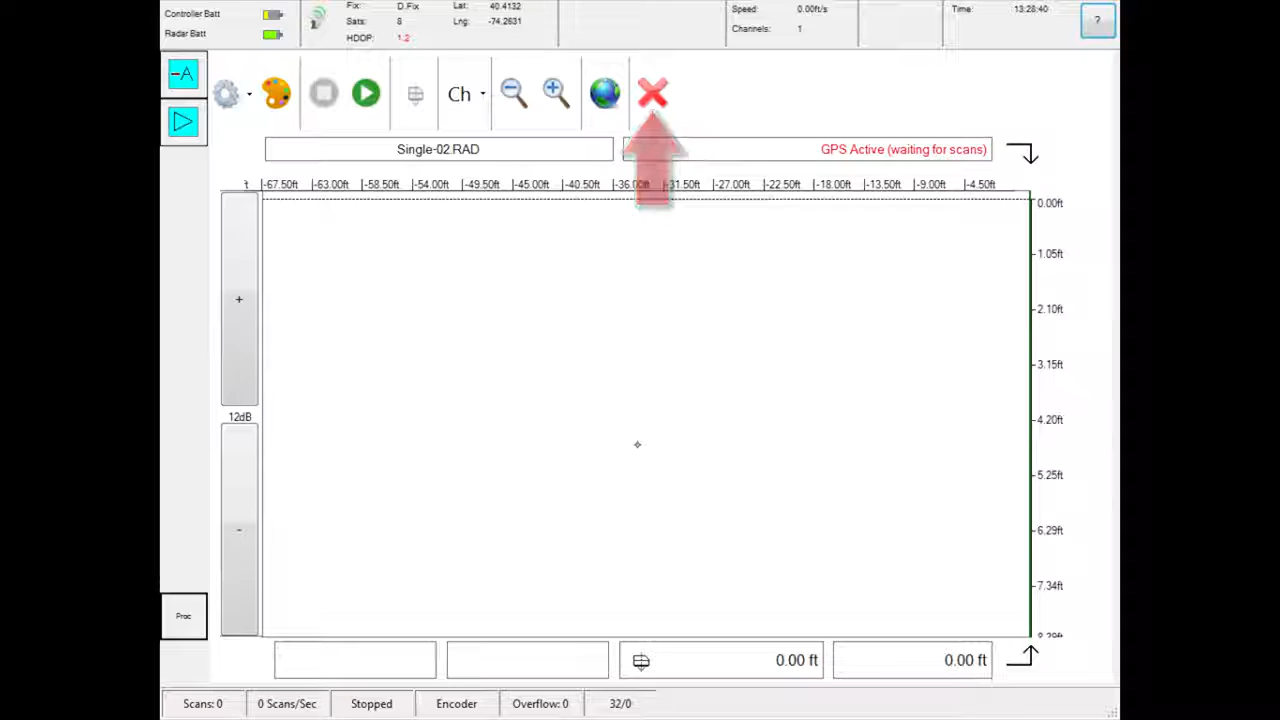 Controller Batt
Radar Batt
Fix: D.Fix
Sats: 8
HDOP: 1.2
Lat: 40.4132
Lng: -74.2631
Speed: 0.00ft/s
Channels: 1
Time: 13:28:40
?
-A
Ch
Single-02.RAD
GPS Active (waiting for scans)
t -67.50ft -63.00ft -58.50ft -54.00ft -49.50ft -45.00ft -40.50ft -36.00ft -31.50ft -27.00ft -22.50ft -18.00ft -13.50ft -9.00ft -4.50ft
0.00ft
1.05ft
2.10ft
3.15ft
4.20ft
5.25ft
6.29ft
7.34ft
8.39ft
+
12dB
-
Proc
0.00 ft
0.00 ft
Scans: 0
0 Scans/Sec
Stopped
Encoder
Overflow: 0
32/0